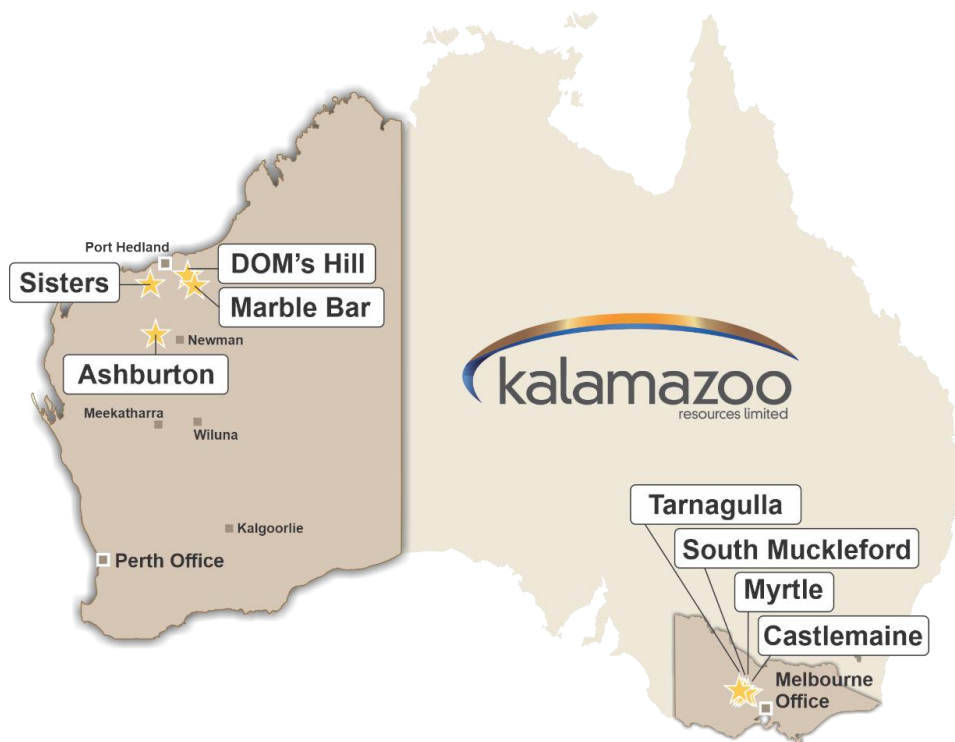 Port Hedland
DOM's Hill
Sisters
Marble Bar
Newman
Ashburton
kalamazoo
resources limited
Meekatharra
Wiluna
Tarnagulla
Kalgoorlie
South Muckleford
Perth Office
Myrtle
Castlemaine
Melbourne
Office